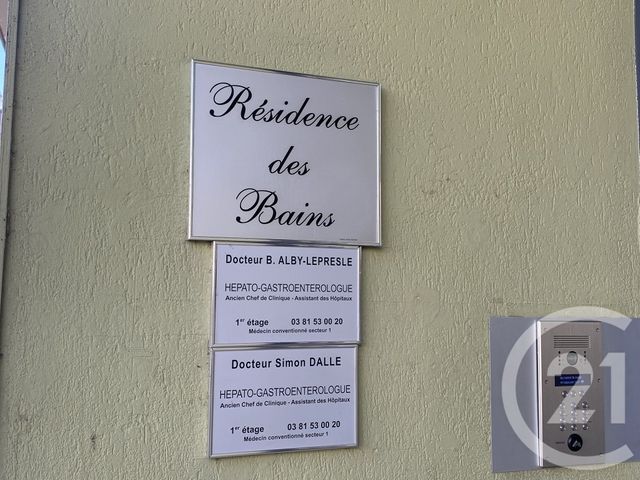 Résidence
des
Bains
Docteur B. ALBY-LEPRESLE
HEPATO-GASTROENTEROLOGUE
Ancien Chef de Clinique - Assistant des Hôpitaux
1er étage 03 81 53 00 20
Médecin conventionné secteur 1
Docteur Simon DALLE
HEPATO-GASTROENTEROLOGUE
Ancien Chef de Clinique - Assistant des Hôpitaux
1er étage 03 81 53 00 20
Médecin conventionné secteur 1
C21